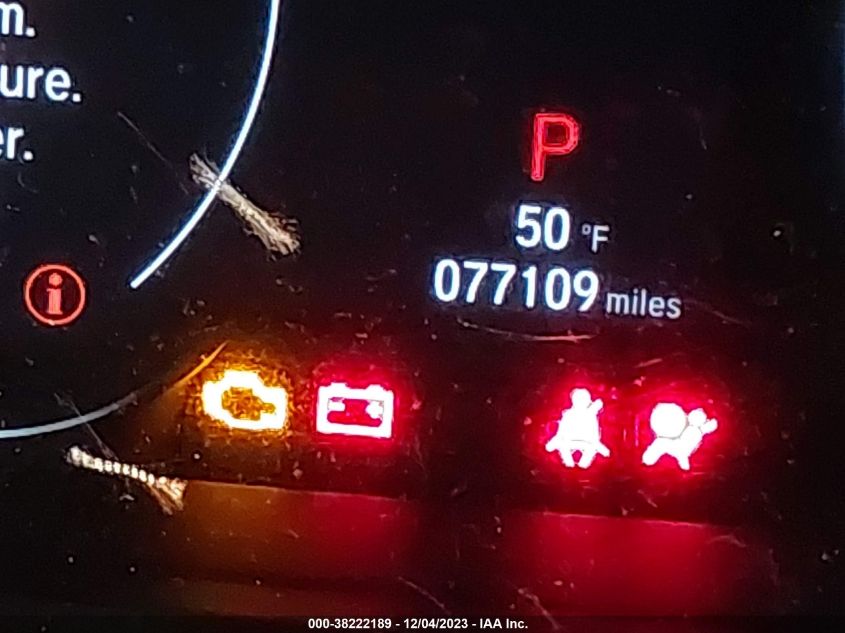 m.
ure.
er.
P
50 °F
077109 miles
i
000-38222189 - 12/04/2023 - IAA Inc.